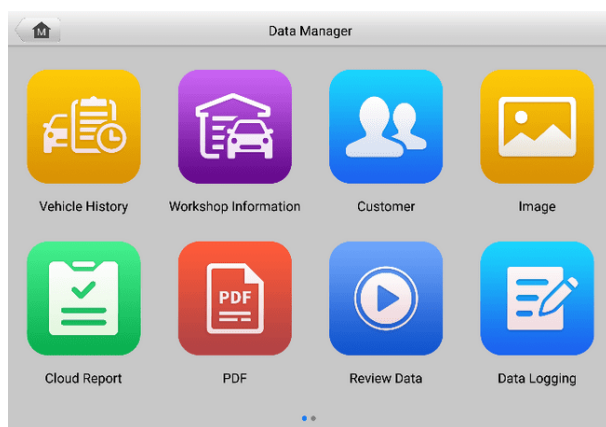 M
Data Manager
Vehicle History
Workshop Information
Customer
Image
PDF
Cloud Report
PDF
Review Data
Data Logging